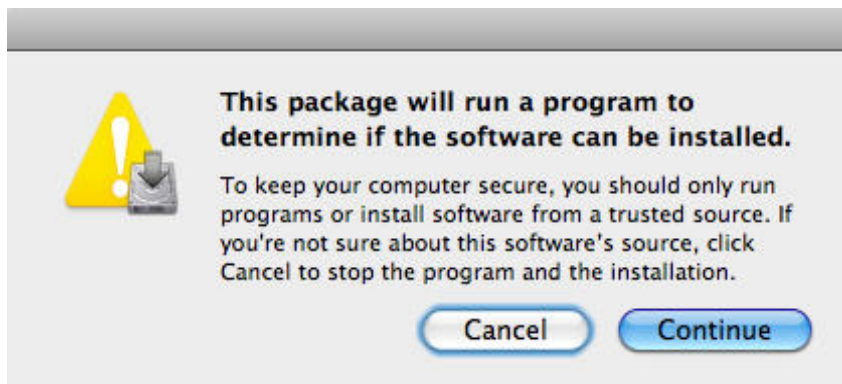 This package will run a program to
determine if the software can be installed.
To keep your computer secure, you should only run
programs or install software from a trusted source. If
you're not sure about this software's source, click
Cancel to stop the program and the installation.
Cancel
Continue